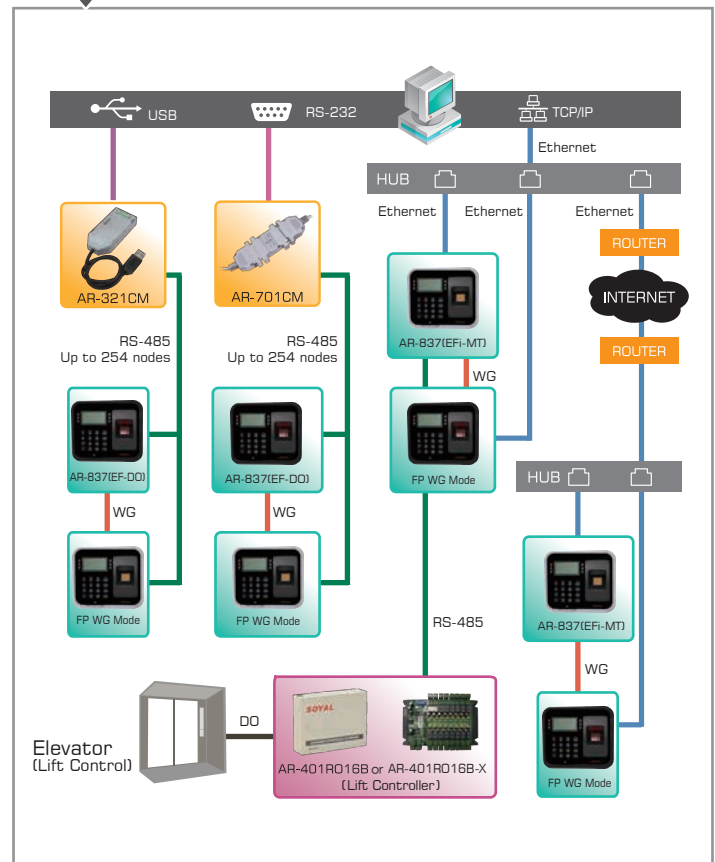 USB
RS-232
TCP/IP
Ethernet
HUB
Ethernet
Ethernet
Ethernet
ROUTER
INTERNET
ROUTER
AR-321CM
AR-701CM
AR-837(EFi-MT)
RS-485
Up to 254 nodes
RS-485
Up to 254 nodes
WG
AR-837(EF-DO)
AR-837(EF-DO)
FP WG Mode
HUB
WG
WG
FP WG Mode
FP WG Mode
RS-485
AR-837(EFi-MT)
WG
FP WG Mode
Elevator
(Lift Control)
DO
SOYAL
AR-401RO16B or AR-401RO16B-X
(Lift Controller)